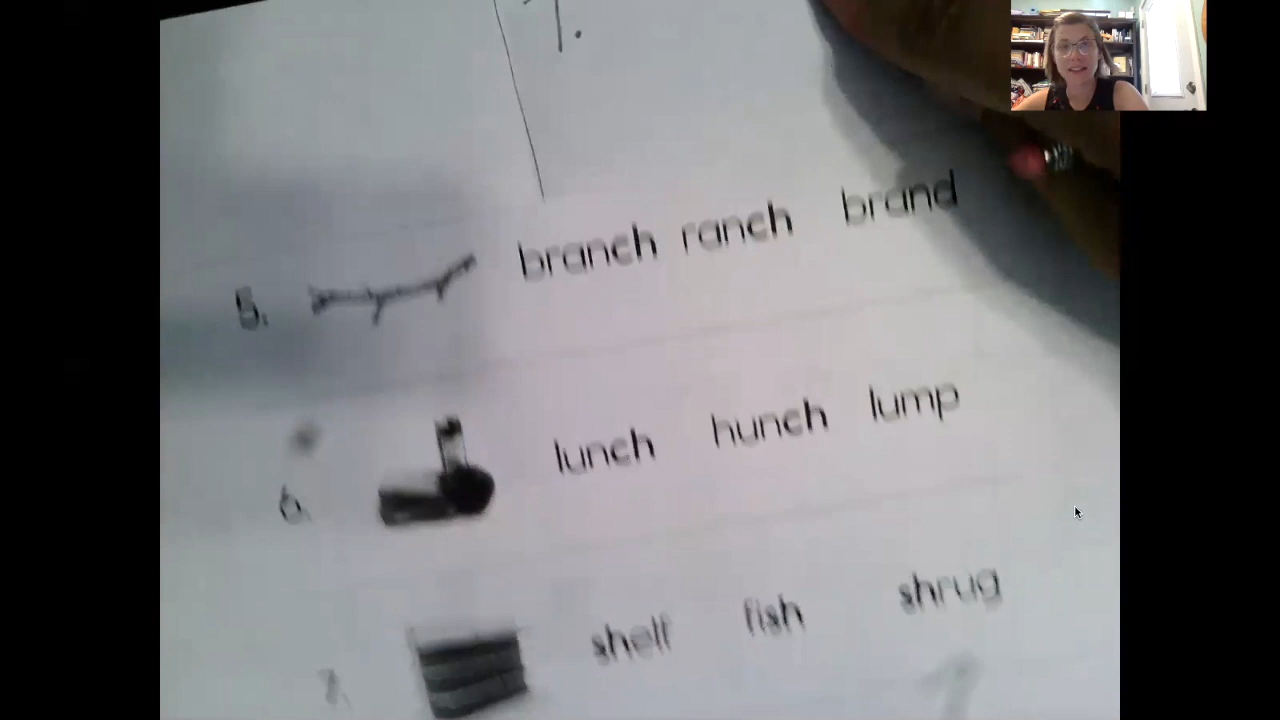 5. branch ranch brand
6. lunch hunch lump
7. shelf fish shrug